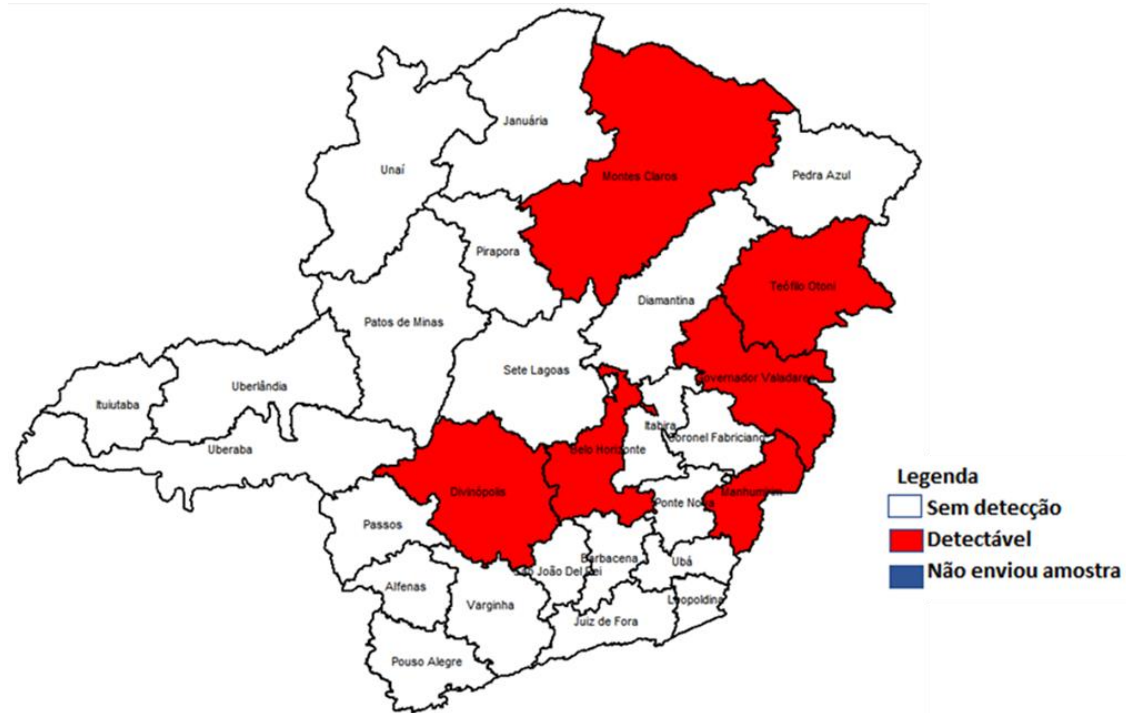 Januária
Unaí
Montes Claros
Pedra Azul
Pirapora
Teófilo Otoni
Diamantina
Patos de Minas
Sete Lagoas
Governador Valadares
Uberlândia
Ituiutaba
Itabira
Coronel Fabriciano
Uberaba
Belo Horizonte
Divinópolis
Manhumirim
Ponte Nova
Passos
Barbacena
Ubá
São João Del Rei
Alfenas
Leopoldina
Varginha
Juiz de Fora
Pouso Alegre
Legenda
Sem detecção
Detectável
Não enviou amostra